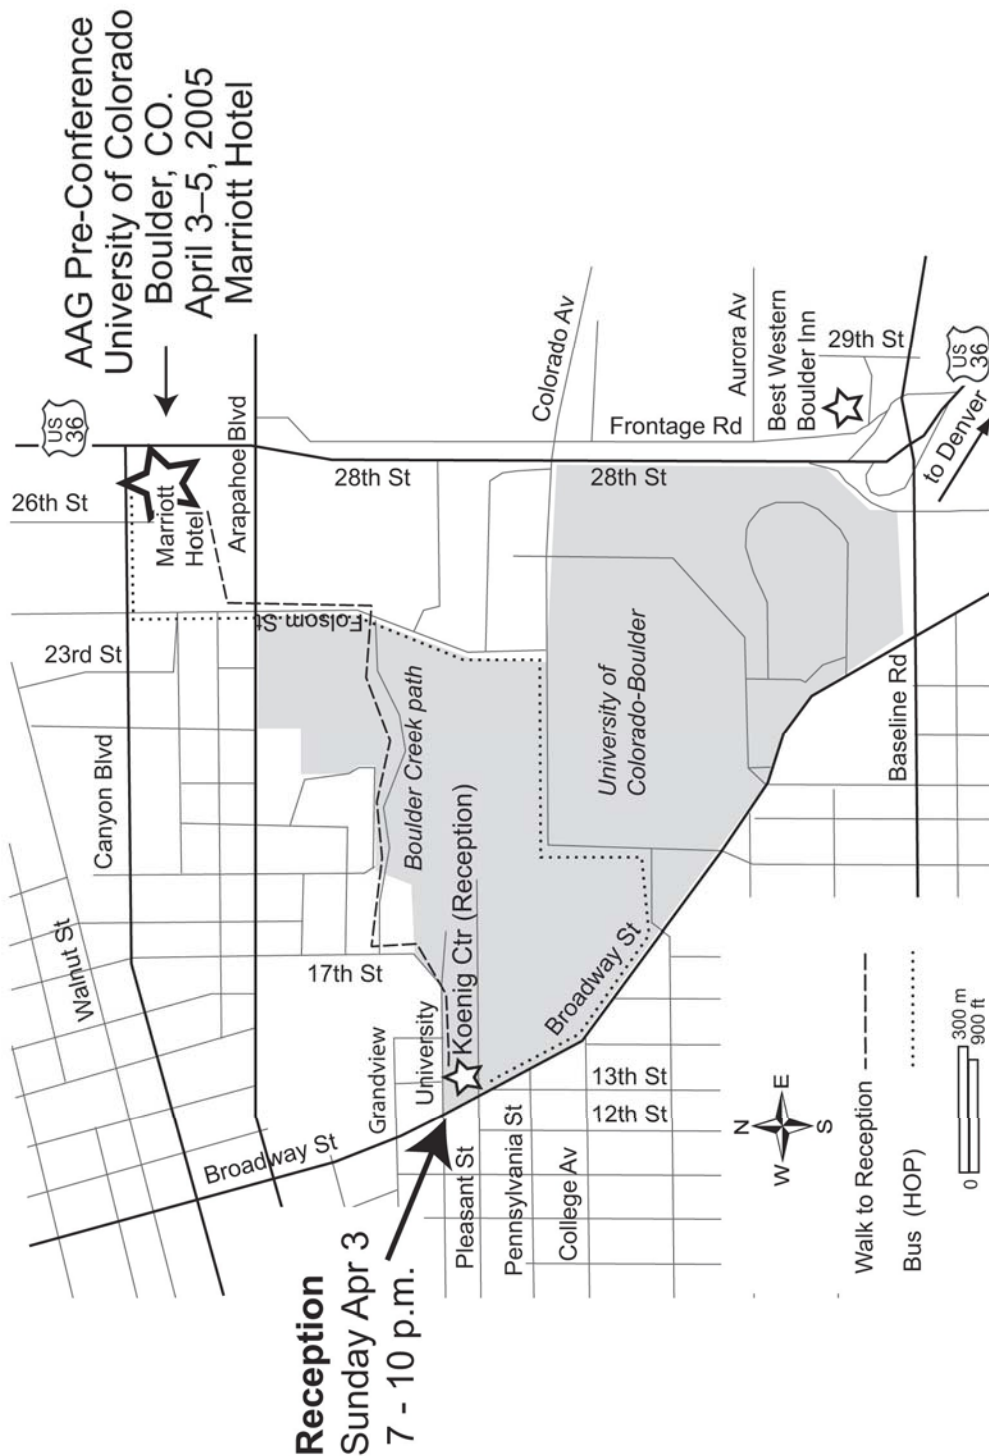 AAG Pre-Conference
University of Colorado
Boulder, CO.
April 3–5, 2005
Marriott Hotel
US
36
26th St
Marriott
Hotel
Arapahoe Blvd
28th St
Frontage Rd
28th St
Colorado Av
Aurora Av
Best Western
Boulder Inn
29th St
US
36
to Denver
23rd St
Folsom St
Canyon Blvd
Walnut St
Boulder Creek path
University of
Colorado-Boulder
Baseline Rd
17th St
Koenig Ctr (Reception)
Broadway St
Grandview
University
Broadway St
Pleasant St
Pennsylvania St
College Av
13th St
12th St
Reception
Sunday Apr 3
7 - 10 p.m.
N
E
S
W
Walk to Reception
Bus (HOP)
0
300 m
900 ft